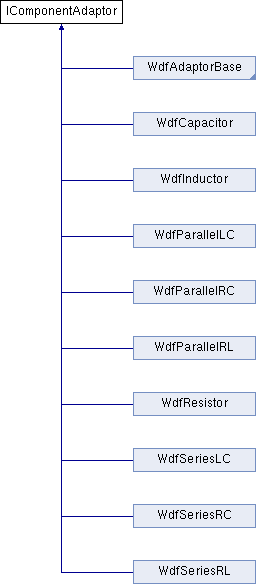 IComponentAdaptor
WdfAdaptorBase
WdfCapacitor
WdfInductor
WdfParallelLC
WdfParallelRC
WdfParallelRL
WdfResistor
WdfSeriesLC
WdfSeriesRC
WdfSeriesRL